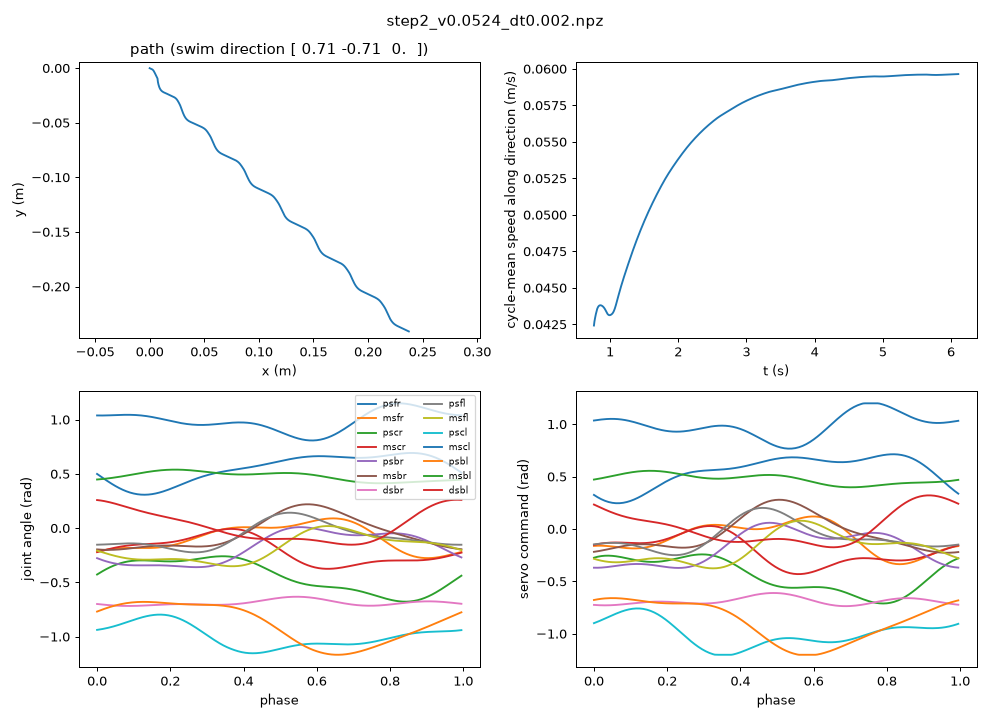 step2_v0.0524_dt0.002.npz
path (swim direction [ 0.71 -0.71  0.  ])
0.00
−0.05
−0.10
−0.15
−0.20
y (m)
−0.05 0.00 0.05 0.10 0.15 0.20 0.25 0.30
x (m)
0.0600
0.0575
0.0550
0.0525
0.0500
0.0475
0.0450
0.0425
cycle-mean speed along direction (m/s)
1 2 3 4 5 6
t (s)
1.0
0.5
0.0
−0.5
−1.0
joint angle (rad)
psfr psfl
msfr msfl
pscr pscl
mscr mscl
psbr psbl
msbr msbl
dsbr dsbl
0.0 0.2 0.4 0.6 0.8 1.0
phase
1.0
0.5
0.0
−0.5
−1.0
servo command (rad)
0.0 0.2 0.4 0.6 0.8 1.0
phase